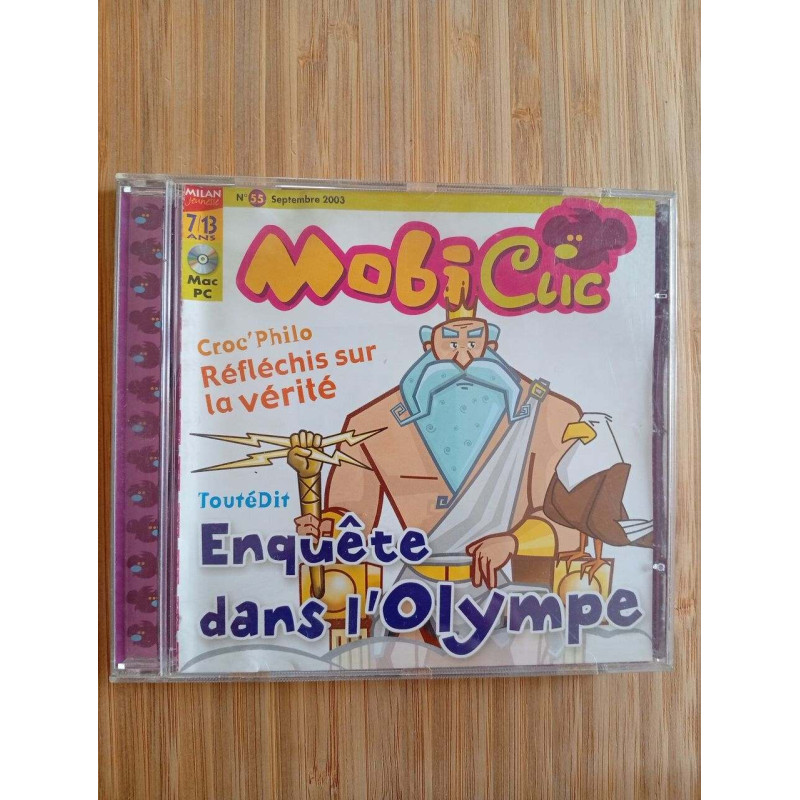 MILAN
jeunesse
N° 55 Septembre 2003
7/13
ANS
Mac
PC
MobiClic
Croc'Philo
Réfléchis sur
la vérité
ToutéDit
Enquête
dans l'Olympe